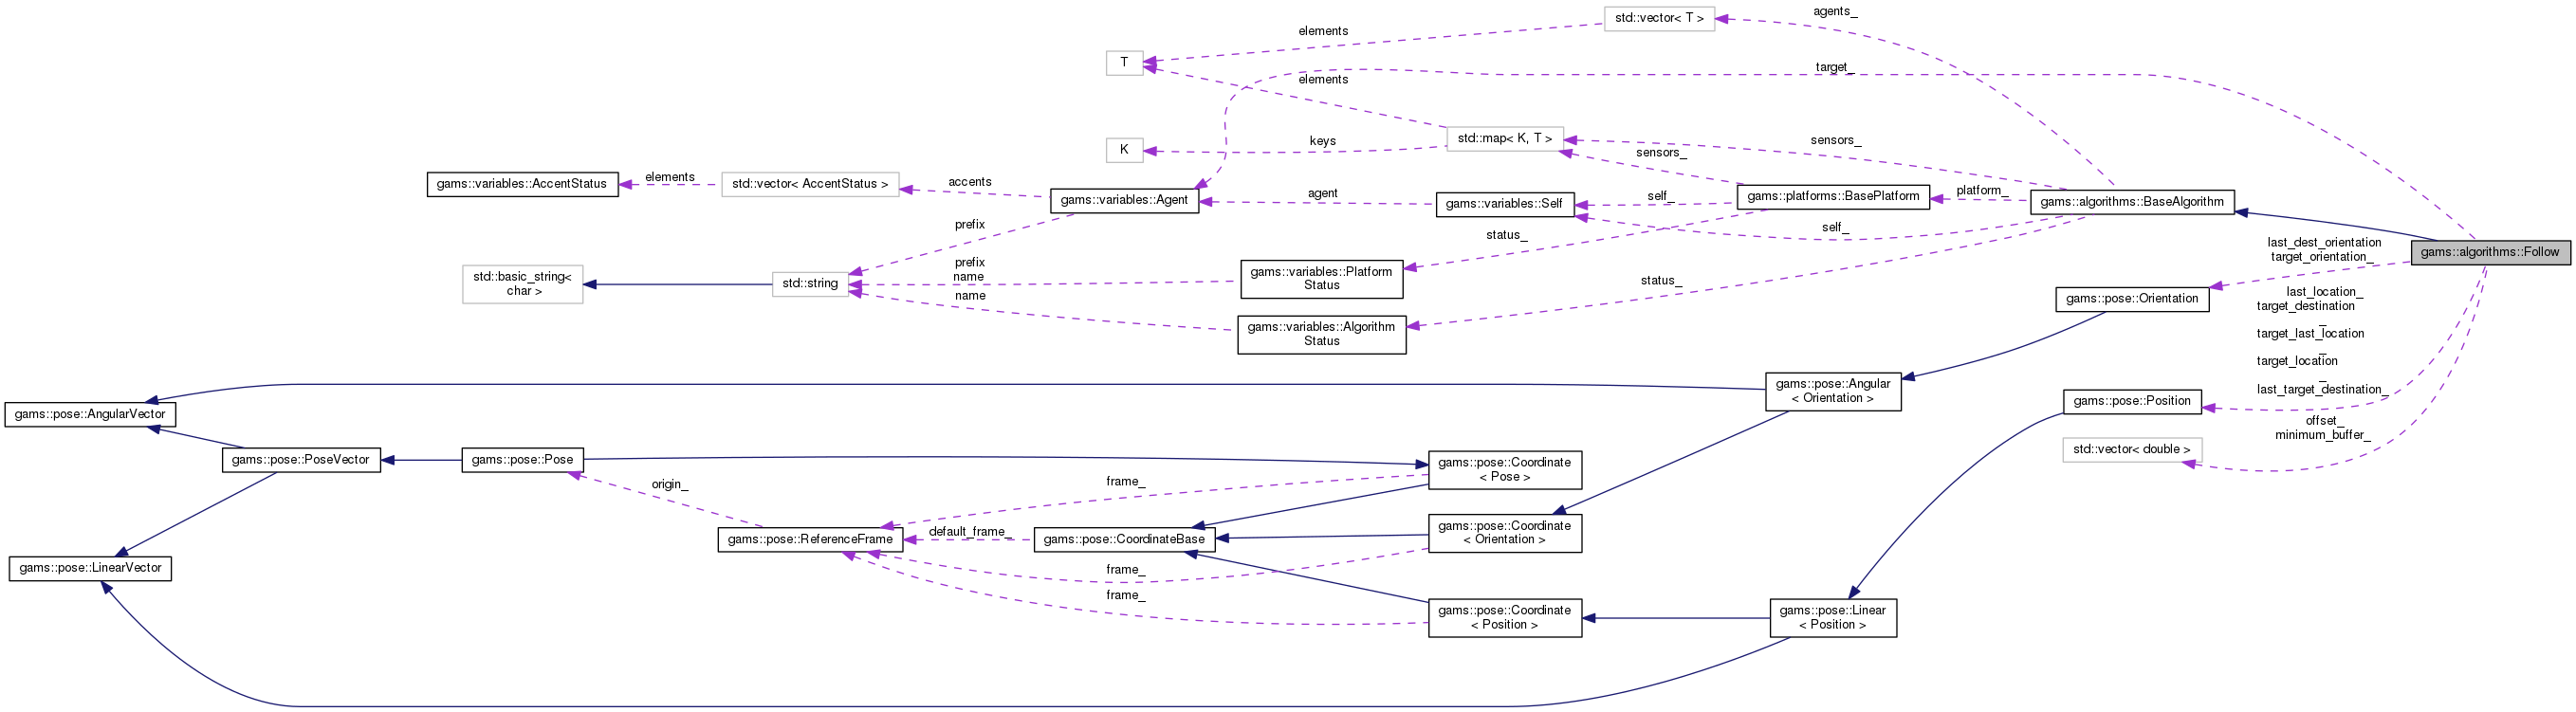 agents_
std::vector< T >
elements
T
target_
elements
std::map< K, T >
sensors_
keys
K
sensors_
gams::variables::AccentStatus
elements
std::vector< AccentStatus >
accents
gams::variables::Agent
agent
gams::variables::Self
self_
gams::platforms::BasePlatform
platform_
gams::algorithms::BaseAlgorithm
self_
prefix
status_
gams::algorithms::Follow
last_dest_orientation
target_orientation_
std::basic_string<
char >
std::string
prefix
name
name
gams::variables::Platform
Status
status_
gams::variables::Algorithm
Status
gams::pose::Orientation
last_location_
target_destination
_
target_last_location
_
target_location
_
last_target_destination_
gams::pose::Angular
< Orientation >
gams::pose::Position
offset_
minimum_buffer_
std::vector< double >
gams::pose::AngularVector
gams::pose::PoseVector
gams::pose::Pose
gams::pose::Coordinate
< Pose >
origin_
frame_
gams::pose::ReferenceFrame
default_frame_
gams::pose::CoordinateBase
gams::pose::Coordinate
< Orientation >
gams::pose::LinearVector
frame_
frame_
gams::pose::Coordinate
< Position >
gams::pose::Linear
< Position >